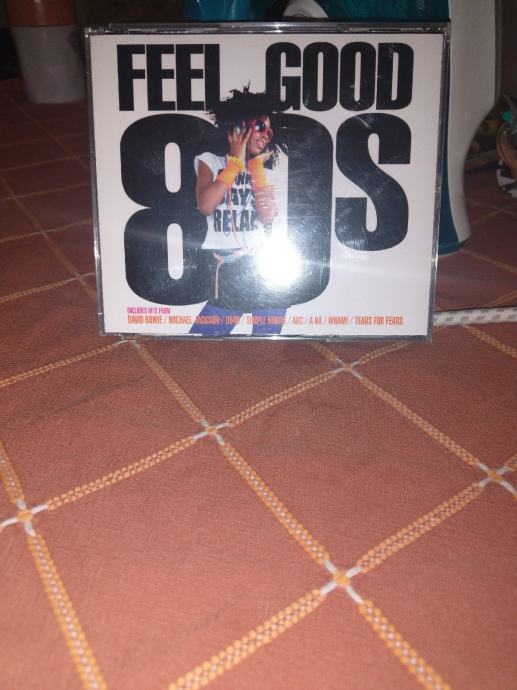 FEEL GOOD
80S
RELAX
INCLUDES HITS FROM
DAVID BOWIE / MICHAEL JACKSON / UB40 / SIMPLE MINDS / ABC / A-HA / WHAM! / TEARS FOR FEARS